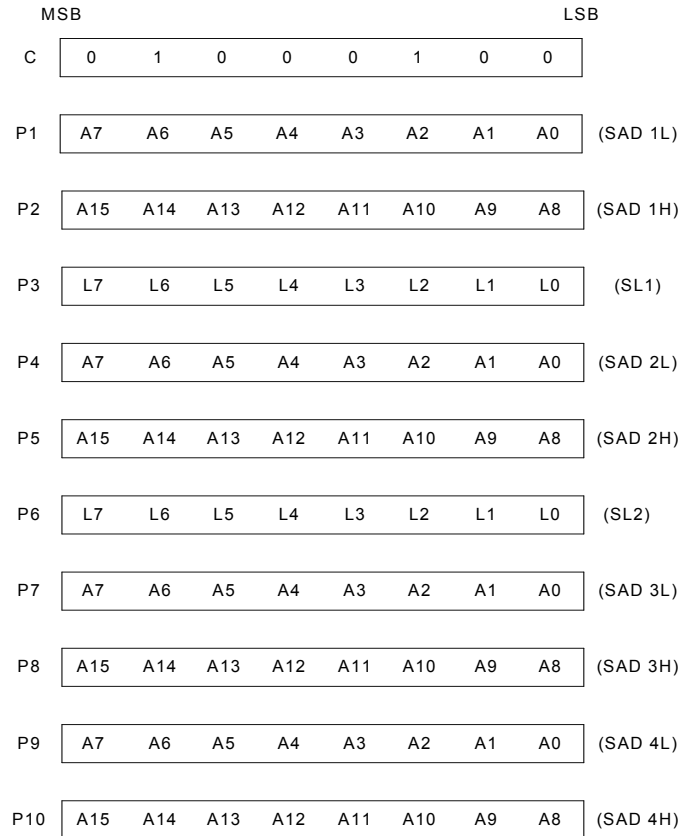 MSB LSB
C 0 1 0 0 0 1 0 0
P1 A7 A6 A5 A4 A3 A2 A1 A0 (SAD 1L)
P2 A15 A14 A13 A12 A11 A10 A9 A8 (SAD 1H)
P3 L7 L6 L5 L4 L3 L2 L1 L0 (SL1)
P4 A7 A6 A5 A4 A3 A2 A1 A0 (SAD 2L)
P5 A15 A14 A13 A12 A11 A10 A9 A8 (SAD 2H)
P6 L7 L6 L5 L4 L3 L2 L1 L0 (SL2)
P7 A7 A6 A5 A4 A3 A2 A1 A0 (SAD 3L)
P8 A15 A14 A13 A12 A11 A10 A9 A8 (SAD 3H)
P9 A7 A6 A5 A4 A3 A2 A1 A0 (SAD 4L)
P10 A15 A14 A13 A12 A11 A10 A9 A8 (SAD 4H)